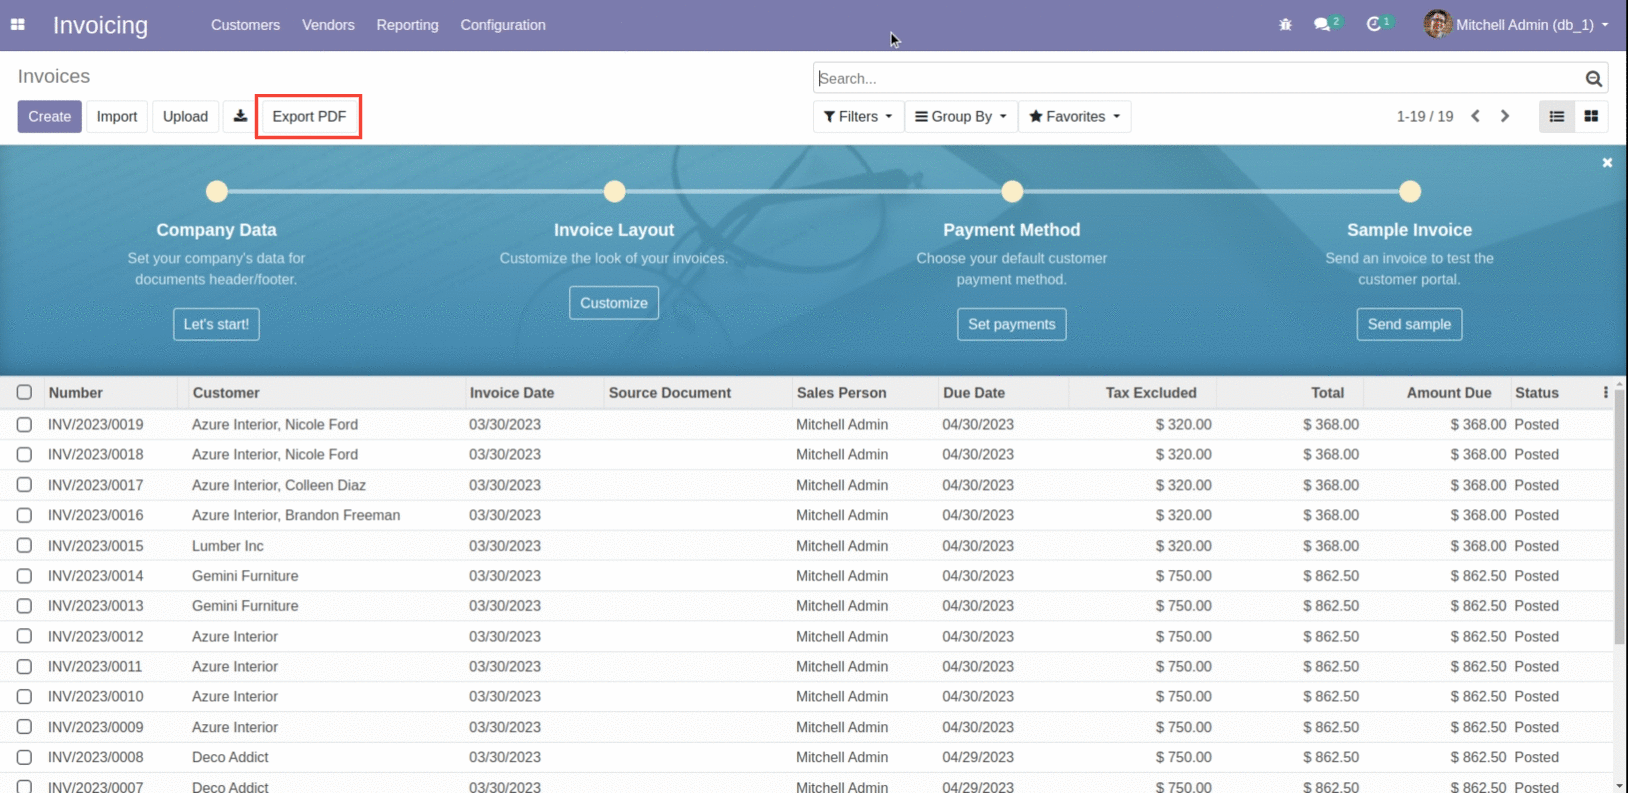 Invoicing Customers Vendors Reporting Configuration 2 1 Mitchell Admin (db_1)
Invoices Search...
Create Import Upload Export PDF Filters Group By Favorites 1-19 / 19
Company Data Invoice Layout Payment Method Sample Invoice
Set your company's data for Customize the look of your invoices. Choose your default customer Send an invoice to test the
documents header/footer. payment method. customer portal.
Let's start! Customize Set payments Send sample
Number Customer Invoice Date Source Document Sales Person Due Date Tax Excluded Total Amount Due Status
INV/2023/0019 Azure Interior, Nicole Ford 03/30/2023 Mitchell Admin 04/30/2023 $ 320.00 $ 368.00 $ 368.00 Posted
INV/2023/0018 Azure Interior, Nicole Ford 03/30/2023 Mitchell Admin 04/30/2023 $ 320.00 $ 368.00 $ 368.00 Posted
INV/2023/0017 Azure Interior, Colleen Diaz 03/30/2023 Mitchell Admin 04/30/2023 $ 320.00 $ 368.00 $ 368.00 Posted
INV/2023/0016 Azure Interior, Brandon Freeman 03/30/2023 Mitchell Admin 04/30/2023 $ 320.00 $ 368.00 $ 368.00 Posted
INV/2023/0015 Lumber Inc 03/30/2023 Mitchell Admin 04/30/2023 $ 320.00 $ 368.00 $ 368.00 Posted
INV/2023/0014 Gemini Furniture 03/30/2023 Mitchell Admin 04/30/2023 $ 750.00 $ 862.50 $ 862.50 Posted
INV/2023/0013 Gemini Furniture 03/30/2023 Mitchell Admin 04/30/2023 $ 750.00 $ 862.50 $ 862.50 Posted
INV/2023/0012 Azure Interior 03/30/2023 Mitchell Admin 04/30/2023 $ 750.00 $ 862.50 $ 862.50 Posted
INV/2023/0011 Azure Interior 03/30/2023 Mitchell Admin 04/30/2023 $ 750.00 $ 862.50 $ 862.50 Posted
INV/2023/0010 Azure Interior 03/30/2023 Mitchell Admin 04/30/2023 $ 750.00 $ 862.50 $ 862.50 Posted
INV/2023/0009 Azure Interior 03/30/2023 Mitchell Admin 04/30/2023 $ 750.00 $ 862.50 $ 862.50 Posted
INV/2023/0008 Deco Addict 03/30/2023 Mitchell Admin 04/29/2023 $ 750.00 $ 862.50 $ 862.50 Posted
INV/2023/0007 Deco Addict 03/30/2023 Mitchell Admin 04/29/2023 $ 750.00 $ 862.50 $ 862.50 Posted